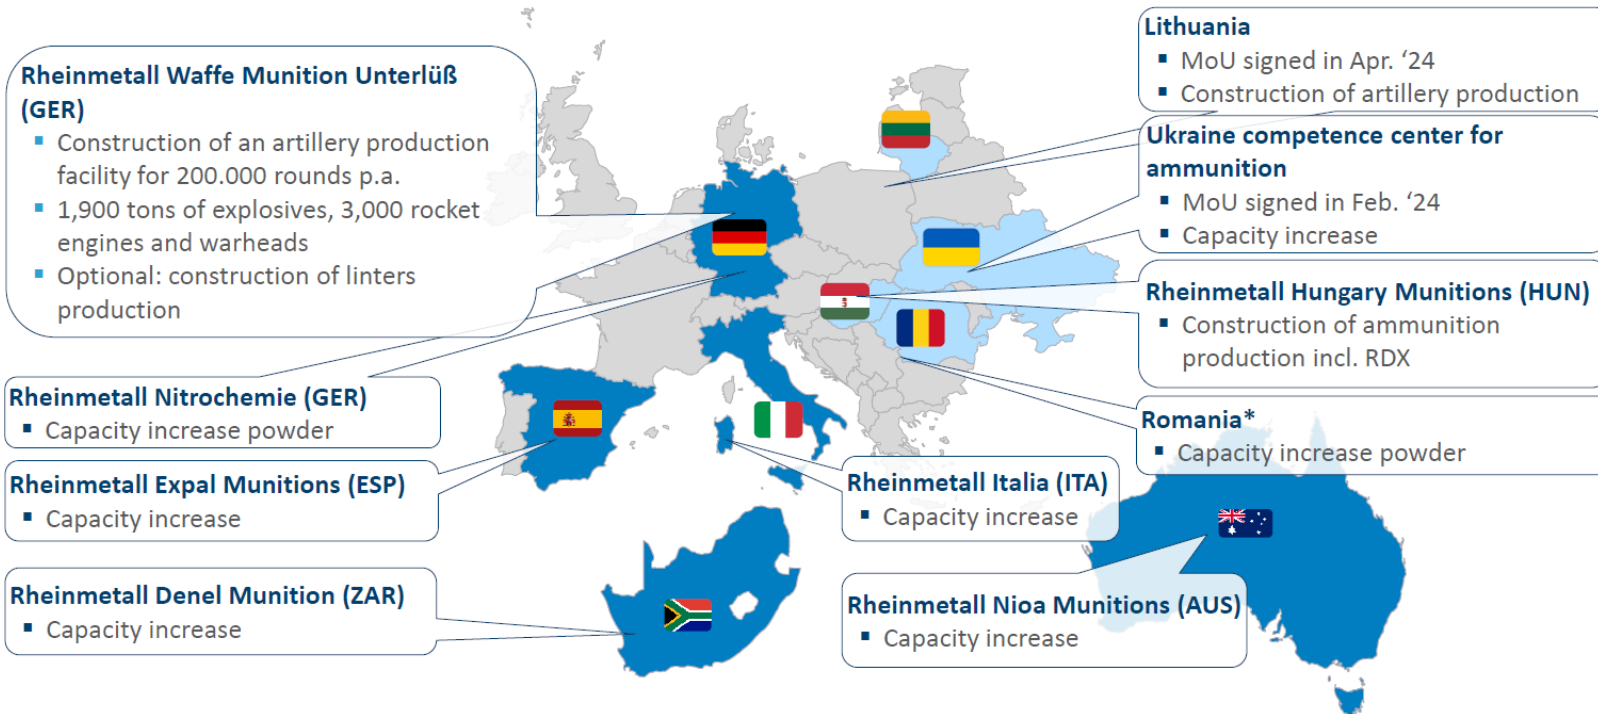 Rheinmetall Waffe Munition Unterlüß
(GER)
▪ Construction of an artillery production
facility for 200.000 rounds p.a.
▪ 1,900 tons of explosives, 3,000 rocket
engines and warheads
▪ Optional: construction of linters
production
Rheinmetall Nitrochemie (GER)
▪ Capacity increase powder
Rheinmetall Expal Munitions (ESP)
▪ Capacity increase
Rheinmetall Denel Munition (ZAR)
▪ Capacity increase
Lithuania
▪ MoU signed in Apr. ‘24
▪ Construction of artillery production
Ukraine competence center for
ammunition
▪ MoU signed in Feb. ‘24
▪ Capacity increase
Rheinmetall Hungary Munitions (HUN)
▪ Construction of ammunition
production incl. RDX
Romania*
▪ Capacity increase powder
Rheinmetall Italia (ITA)
▪ Capacity increase
Rheinmetall Nioa Munitions (AUS)
▪ Capacity increase